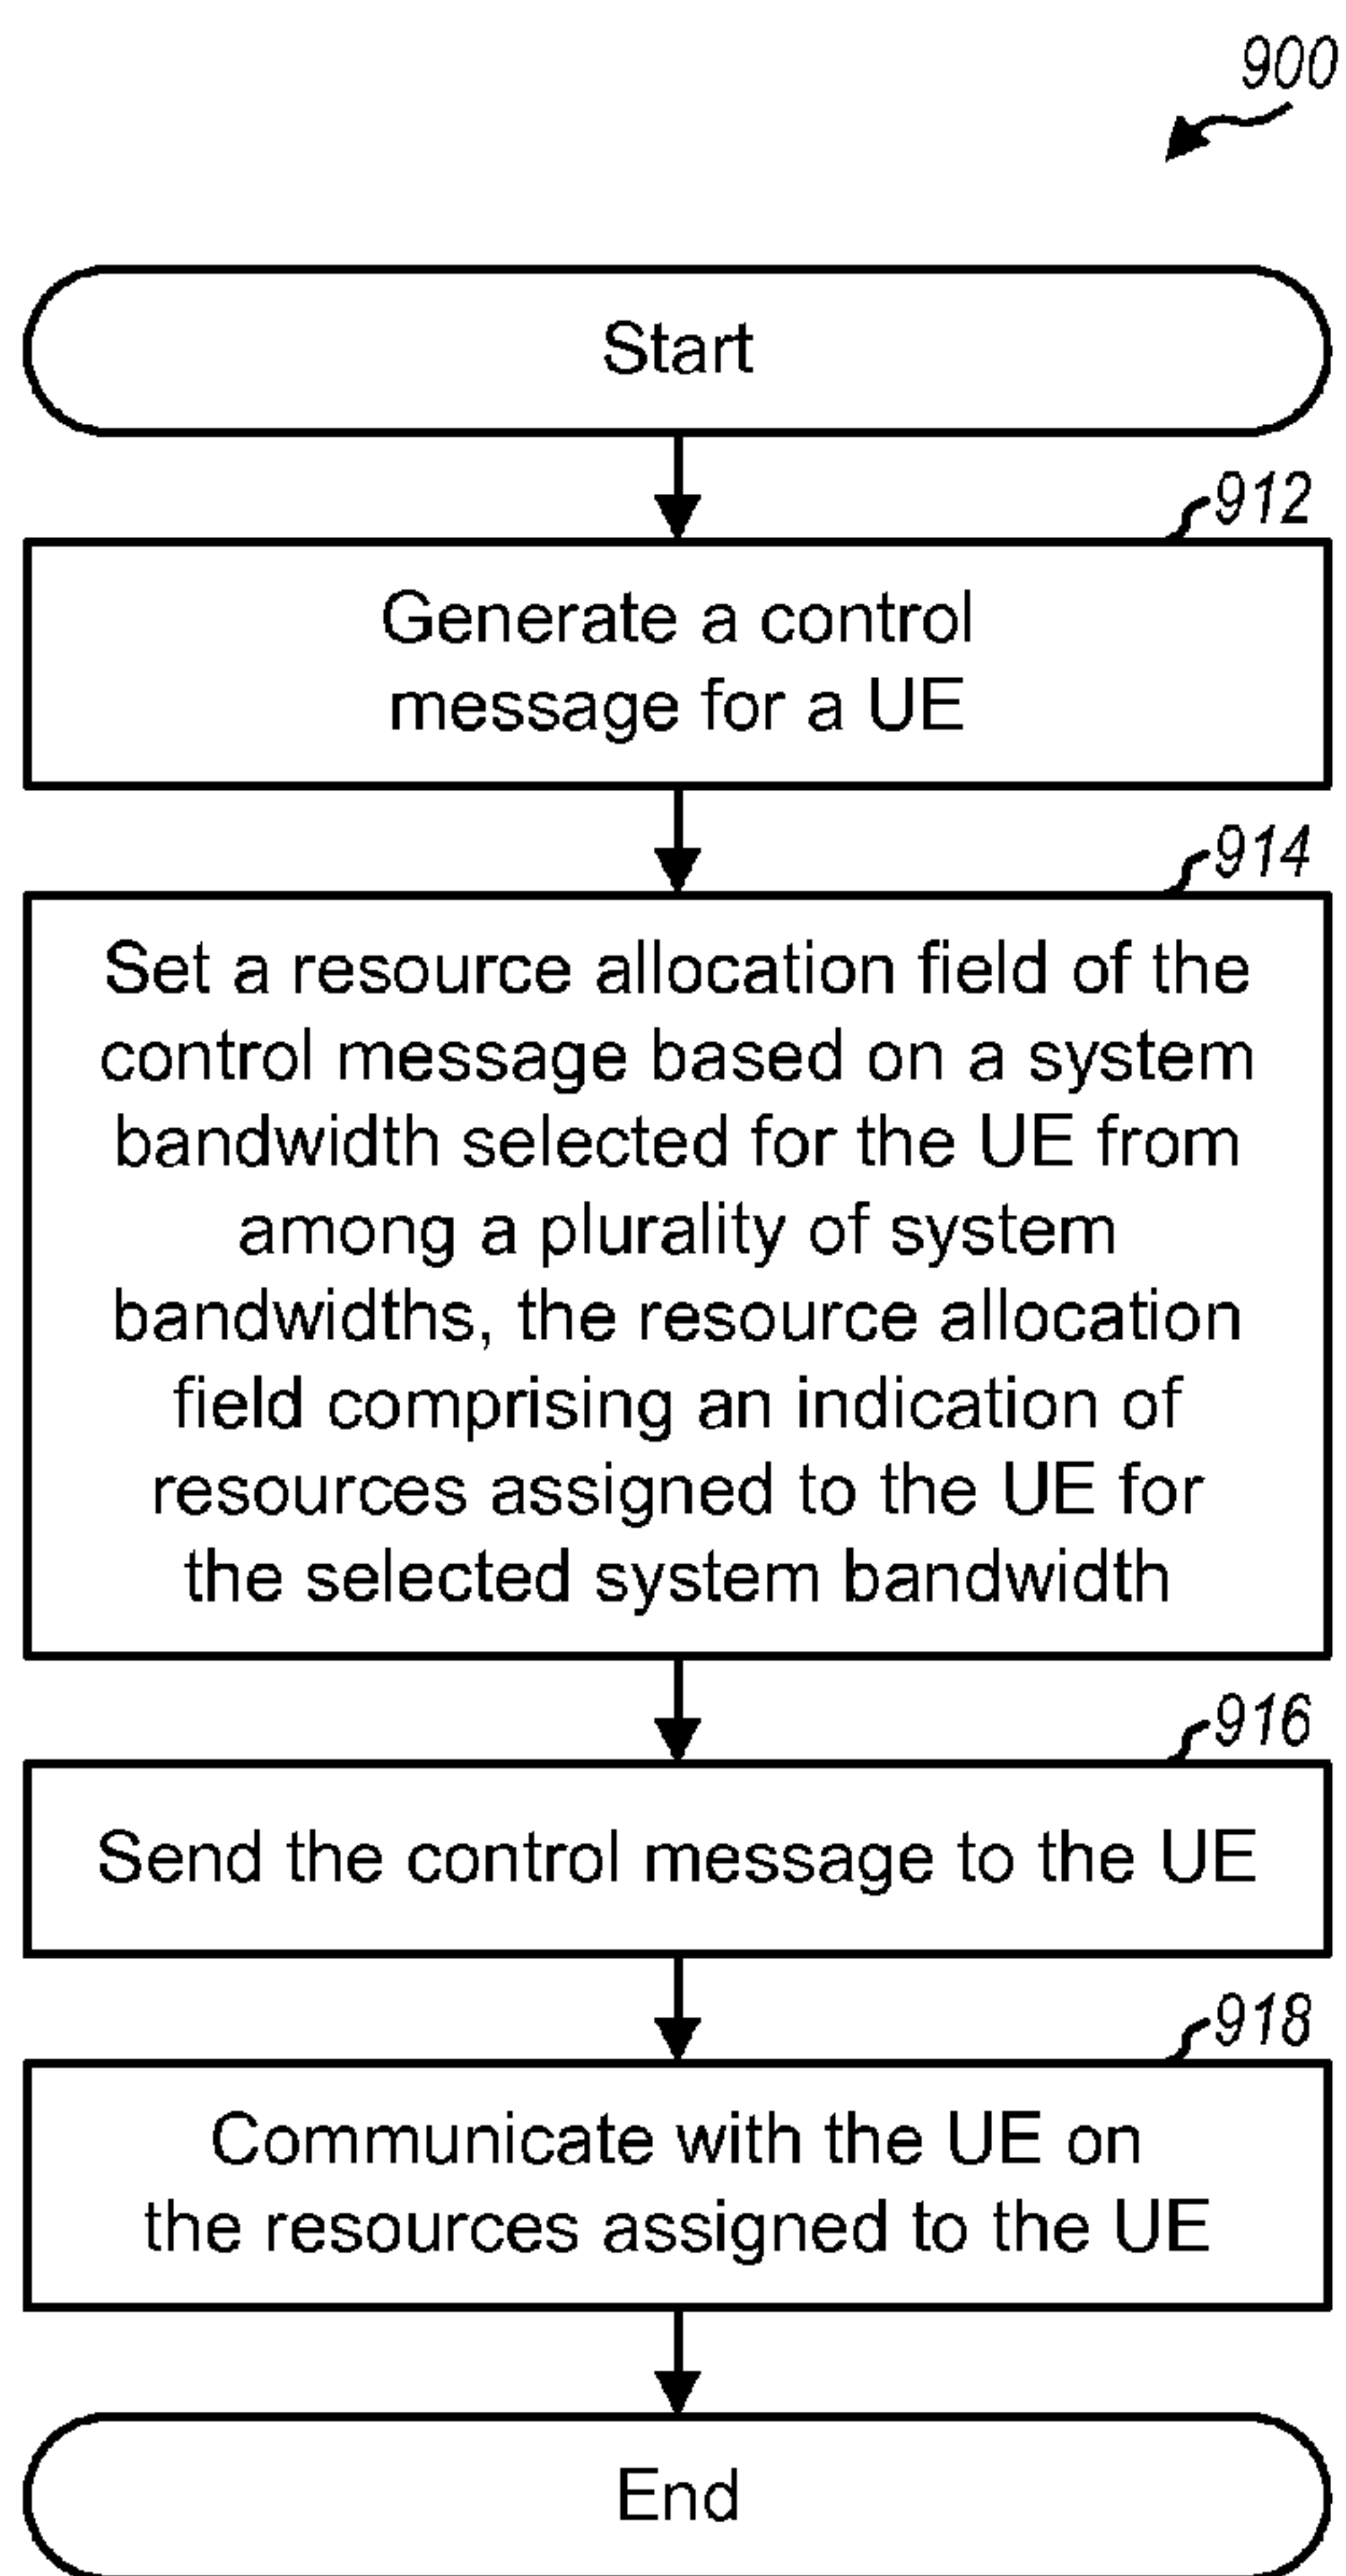 900
Start
912
Generate a control
message for a UE
914
Set a resource allocation field of the
control message based on a system
bandwidth selected for the UE from
among a plurality of system
bandwidths, the resource allocation
field comprising an indication of
resources assigned to the UE for
the selected system bandwidth
916
Send the control message to the UE
918
Communicate with the UE on
the resources assigned to the UE
End